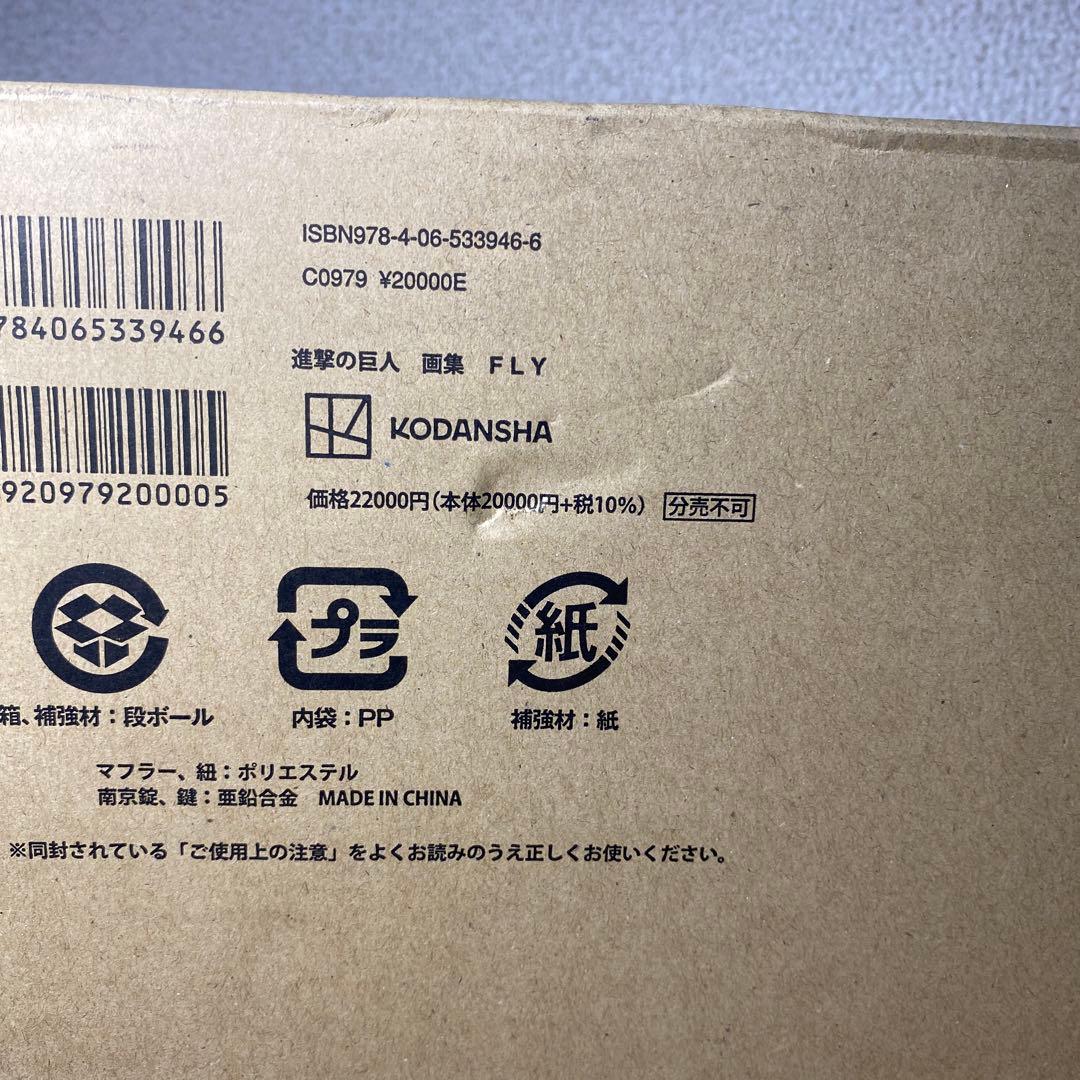 ISBN978-4-06-533946-6
C0979 ¥20000E
784065339466
進撃の巨人 画集 FLY
KODANSHA
920979200005
価格22000円(本体20000円+税10%) 分売不可
プラ
紙
箱、補強材:段ボール
内袋:PP
補強材:紙
マフラー、紐:ポリエステル
南京錠、鍵:亜鉛合金 MADE IN CHINA
※同封されている「ご使用上の注意」をよくお読みのうえ正しくお使いください。